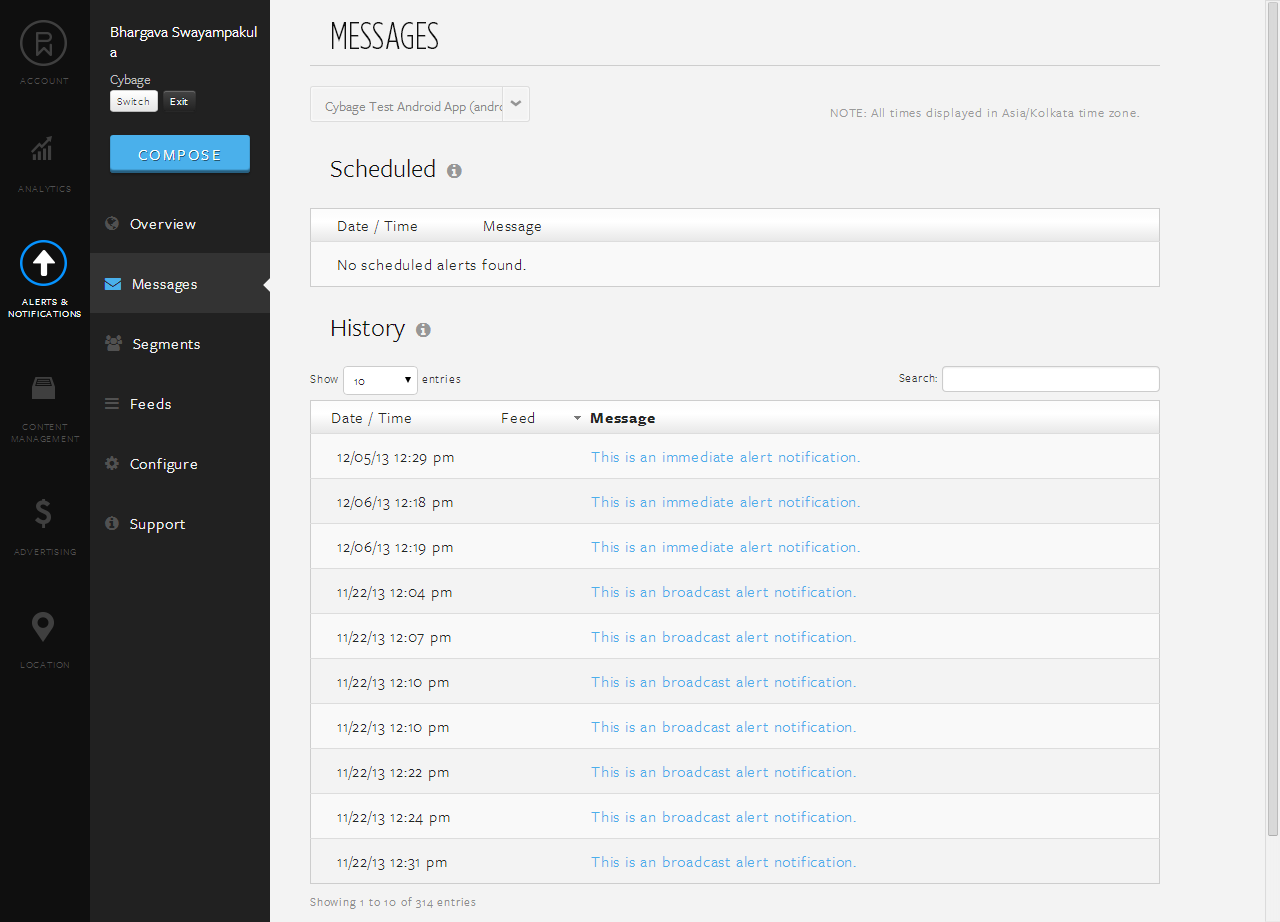 ACCOUNT
ANALYTICS
ALERTS &
NOTIFICATIONS
CONTENT
MANAGEMENT
ADVERTISING
LOCATION
Bhargava Swayampakul
a
Cybage
Switch Exit
COMPOSE
Overview
Messages
Segments
Feeds
Configure
Support
MESSAGES
Cybage Test Android App (andro
NOTE: All times displayed in Asia/Kolkata time zone.
Scheduled
Date / Time Message
No scheduled alerts found.
History
Show 10 entries Search:
Date / Time Feed Message
12/05/13 12:29 pm This is an immediate alert notification.
12/06/13 12:18 pm This is an immediate alert notification.
12/06/13 12:19 pm This is an immediate alert notification.
11/22/13 12:04 pm This is an broadcast alert notification.
11/22/13 12:07 pm This is an broadcast alert notification.
11/22/13 12:10 pm This is an broadcast alert notification.
11/22/13 12:10 pm This is an broadcast alert notification.
11/22/13 12:22 pm This is an broadcast alert notification.
11/22/13 12:24 pm This is an broadcast alert notification.
11/22/13 12:31 pm This is an broadcast alert notification.
Showing 1 to 10 of 314 entries